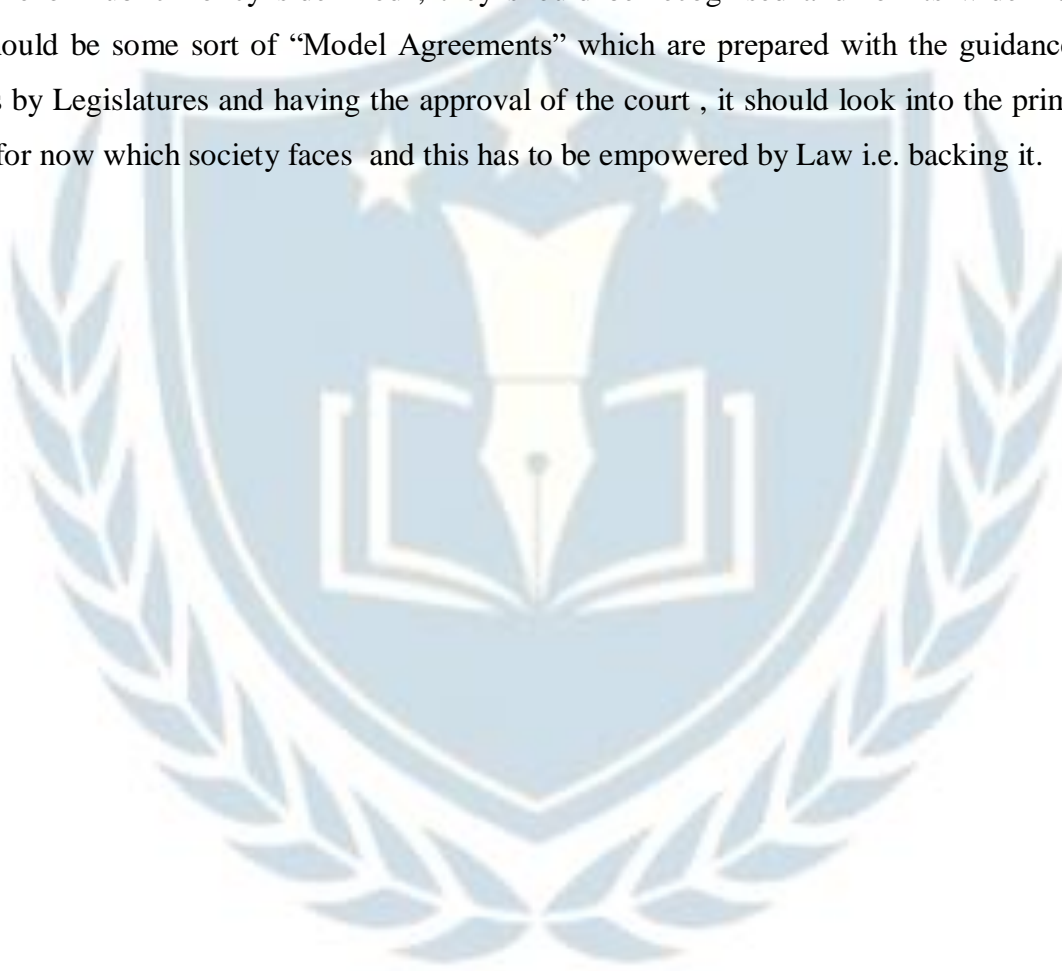 ould be some sort of “Model Agreements” which are prepared with the guidance
s by Legislatures and having the approval of the court , it should look into the prim
for now which society faces and this has to be empowered by Law i.e. backing it.